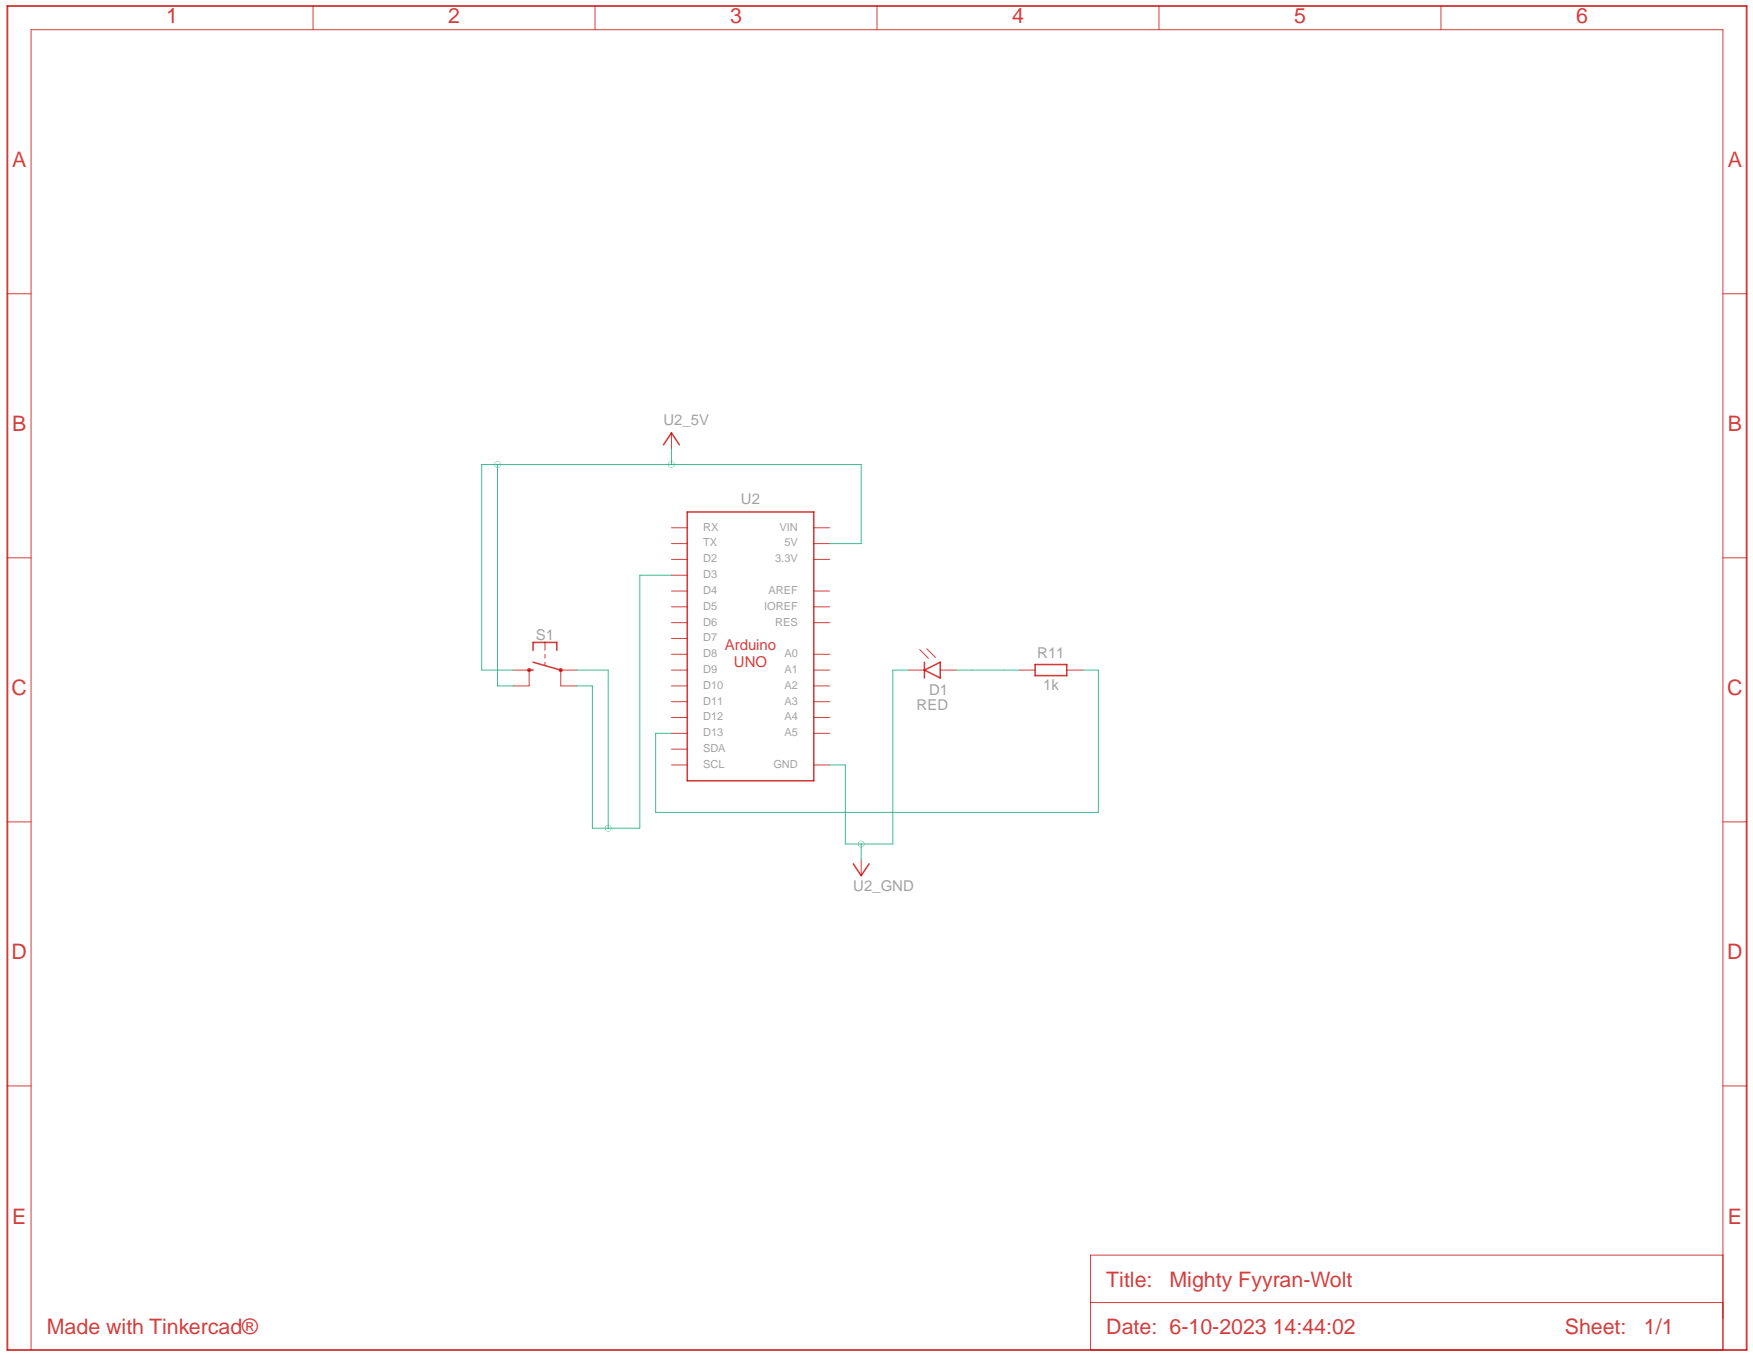 1 2 3 4 5 6
A A
B B
U2_5V
U2
RX VIN
TX 5V
D2 3.3V
D3
D4 AREF
D5 IOREF
D6 RES
D7
D8 A0
D9 A1
D10 A2
D11 A3
D12 A4
D13 A5
SDA
SCL GND
Arduino
UNO
S1
R11
1k
D1
RED
C C
U2_GND
D D
E E
Title: Mighty Fyyran-Wolt
Date: 6-10-2023 14:44:02 Sheet: 1/1
Made with Tinkercad®